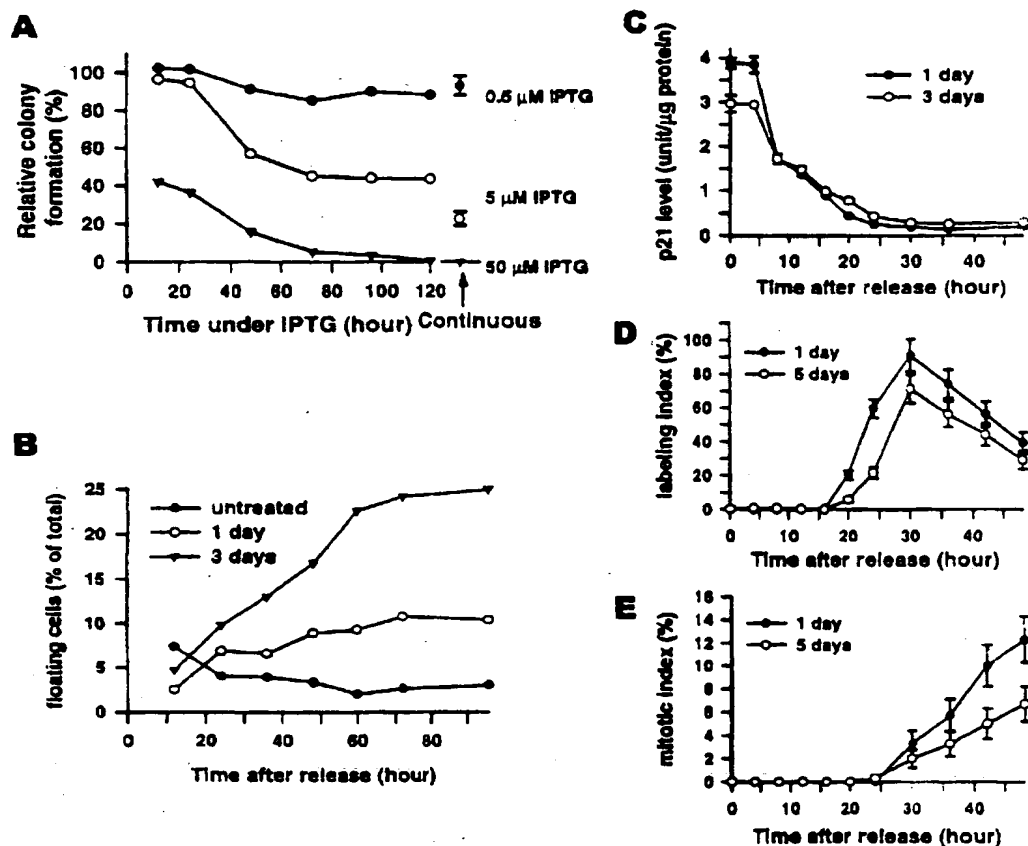 A
Relative colony
formation (%)
100
80
60
40
20
0
0 20 40 60 80 100 120
0.5 µM IPTG
5 µM IPTG
50 µM IPTG
Time under IPTG (hour) Continuous
B
floating cells (% of total)
25
20
15
10
5
0
untreated
1 day
3 days
0 20 40 60 80
Time after release (hour)
C
p21 level (unit/µg protein)
4
3
2
1
0
1 day
3 days
0 10 20 30 40
Time after release (hour)
D
labeling index (%)
100
80
60
40
20
0
1 day
5 days
0 10 20 30 40
Time after release (hour)
E
mitotic index (%)
16
14
12
10
8
6
4
2
0
1 day
5 days
0 10 20 30 40
Time after release (hour)